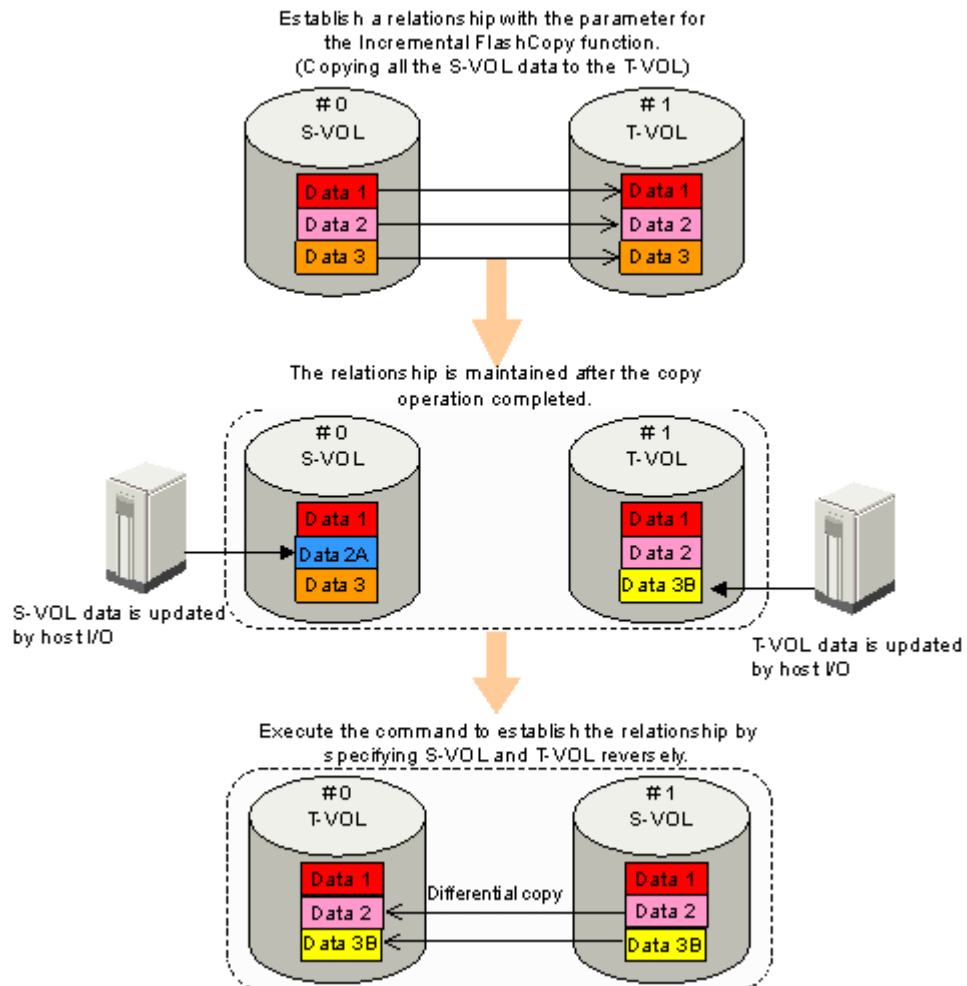 Establish a relationship with the parameter for
the Incremental FlashCopy function.
(Copying all the S-VOL data to the T-VOL)
#0
S-VOL
#1
T-VOL
Data 1
Data 1
Data 2
Data 2
Data 3
Data 3
The relationship is maintained after the copy
operation completed.
#0
S-VOL
#1
T-VOL
Data 1
Data 1
Data 2A
Data 2
Data 3
Data 3B
S-VOL data is updated
by host I/O
T-VOL data is updated
by host I/O
Execute the command to establish the relationship by
specifying S-VOL and T-VOL reversely.
#0
T-VOL
#1
S-VOL
Data 1
Data 1
Differential copy
Data 2
Data 2
Data 3B
Data 3B